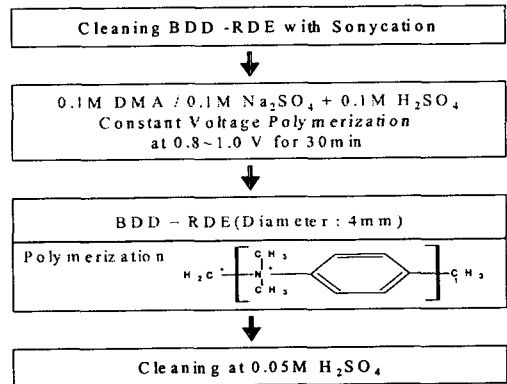 Cleaning BDD -RDE with Sonycation
0.1M DMA / 0.1M Na₂SO₄ + 0.1M H₂SO₄
Constant Voltage Polymerization
at 0.8~1.0 V for 30min
BDD – RDE(Diameter : 4mm)
Polymerization
CH₃
H₂C⁺ N⁺ CH₃
CH₃
Cleaning at 0.05M H₂SO₄